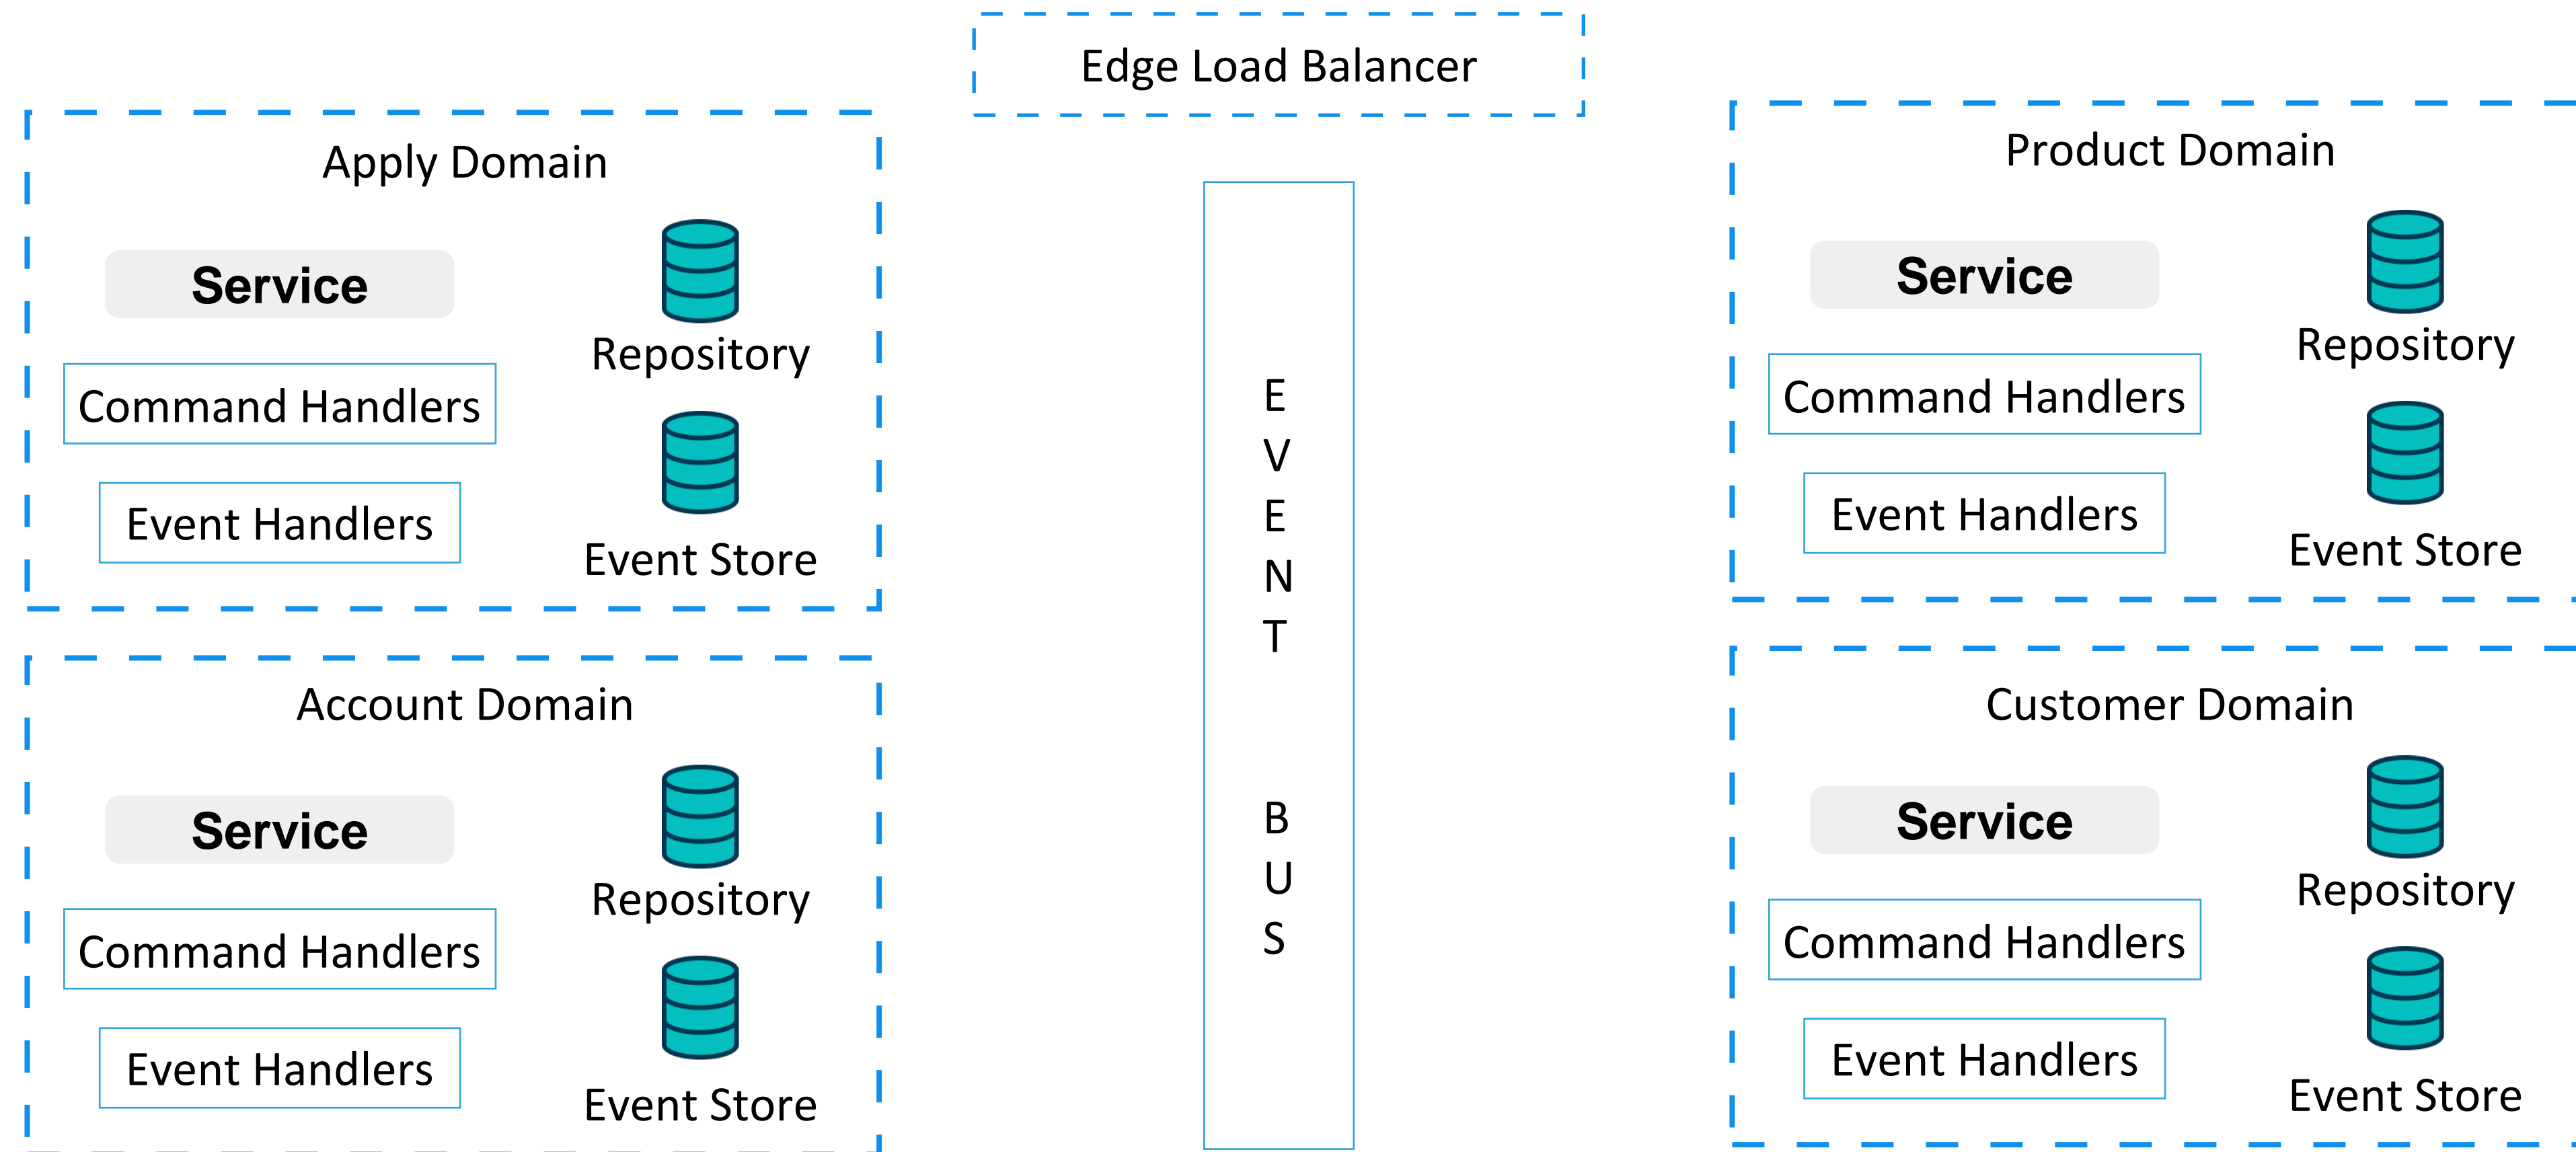 Edge Load Balancer
Apply Domain
Service
Repository
Command Handlers
Event Handlers
Event Store
Account Domain
Service
Repository
Command Handlers
Event Handlers
Event Store
E
V
E
N
T
B
U
S
Product Domain
Service
Repository
Command Handlers
Event Handlers
Event Store
Customer Domain
Service
Repository
Command Handlers
Event Handlers
Event Store